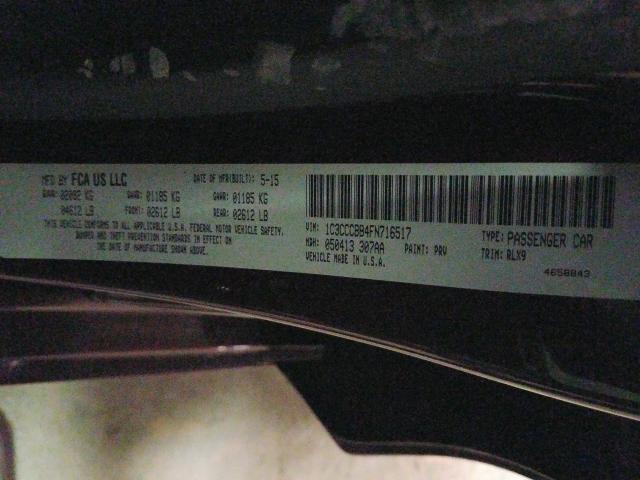 MFD BY FCA US LLC DATE OF MFR(BUILT): 5-15
GVWR: 02092 KG GAWR: 01185 KG GAWR: 01185 KG
04612 LB FRONT: 02612 LB REAR: 02612 LB
THIS VEHICLE CONFORMS TO ALL APPLICABLE U.S.A. FEDERAL MOTOR VEHICLE SAFETY,
BUMPER AND THEFT PREVENTION STANDARDS IN EFFECT ON
THE DATE OF MANUFACTURE SHOWN ABOVE.
VIN: 1C3CCCBB4FN716517 TYPE: PASSENGER CAR
MDH: 050413 307AA PAINT: PRV TRIM: RLX9
VEHICLE MADE IN U.S.A.
4658843